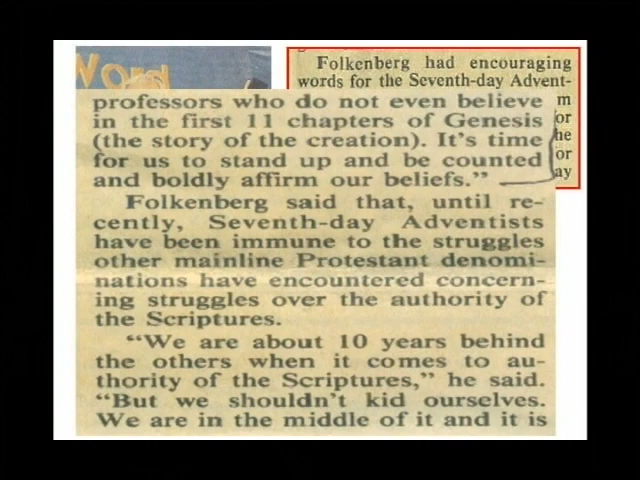 Word
Folkenberg had encouraging
words for the Seventh-day Advent-
m
or
he
or
ay
professors who do not even believe
in the first 11 chapters of Genesis
(the story of the creation). It's time
for us to stand up and be counted
and boldly affirm our beliefs."
Folkenberg said that, until re-
cently, Seventh-day Adventists
have been immune to the struggles
other mainline Protestant denomi-
nations have encountered concern-
ing struggles over the authority of
the Scriptures.
"We are about 10 years behind
the others when it comes to au-
thority of the Scriptures," he said.
"But we shouldn't kid ourselves.
We are in the middle of it and it is